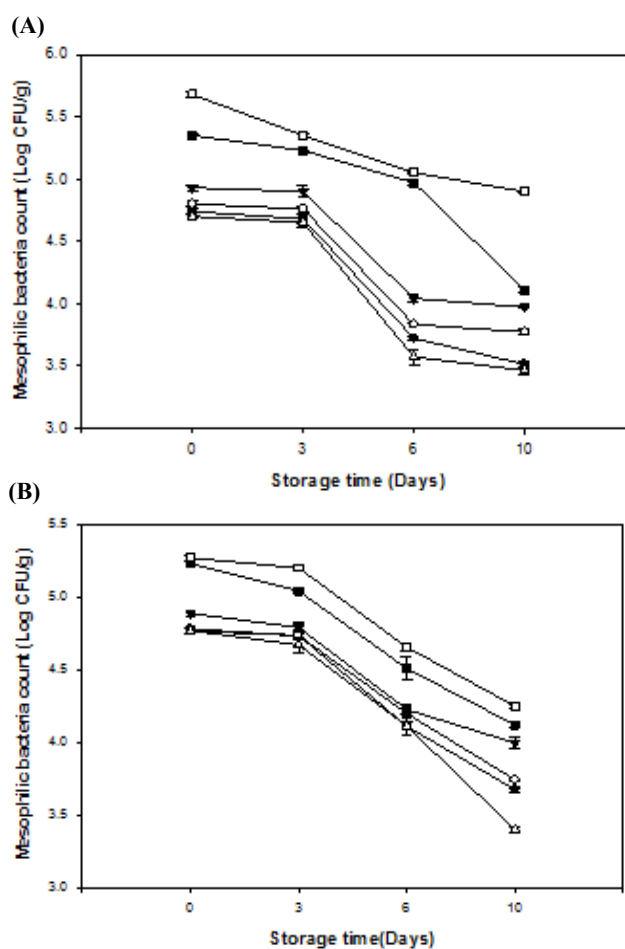 (A)
6.0
5.5
5.0
4.5
4.0
3.5
3.0
Mesophilic bacteria count (Log CFU/g)
0 3 6 10
Storage time (Days)
(B)
5.5
5.0
4.5
4.0
3.5
3.0
Mesophilic bacteria count (Log CFU/g)
0 3 6 10
Storage time(Days)